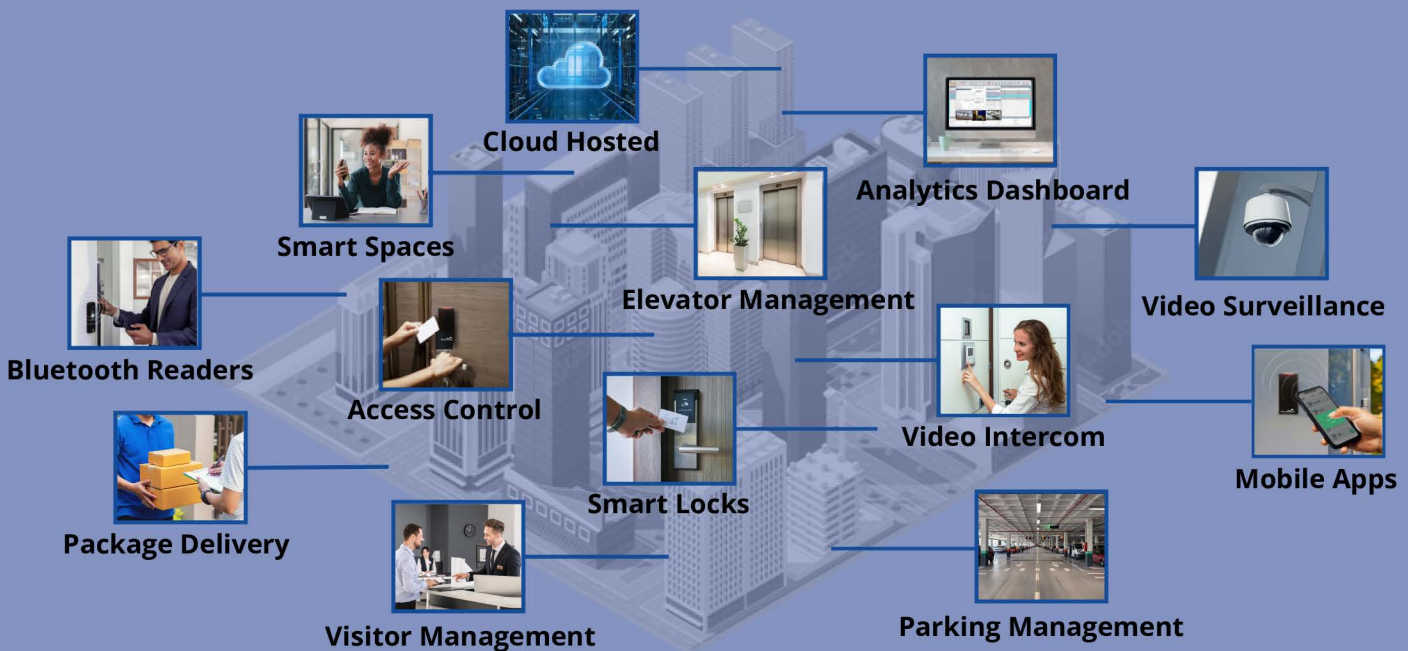 Cloud Hosted
Analytics Dashboard
Smart Spaces
Elevator Management
Video Surveillance
Bluetooth Readers
Access Control
Video Intercom
Mobile Apps
Smart Locks
Package Delivery
Visitor Management
Parking Management